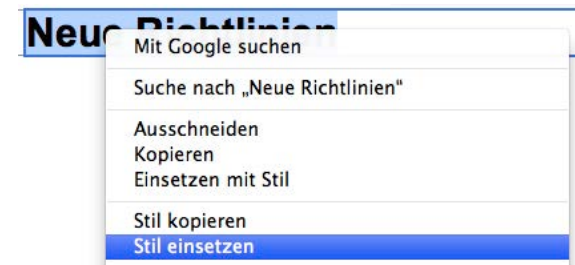 Neue Richtlinien
Mit Google suchen
Suche nach „Neue Richtlinien“
Ausschneiden
Kopieren
Einsetzen mit Stil
Stil kopieren
Stil einsetzen